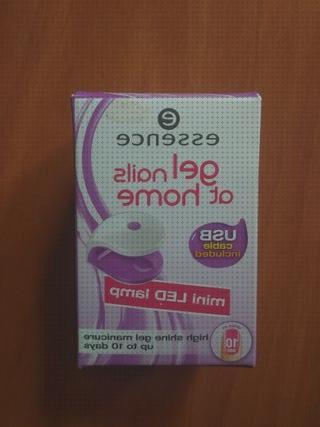 e
essence
gel nails
at home
USB
cable
included
mini LED lamp
high shine gel manicure
up to 10 days
10